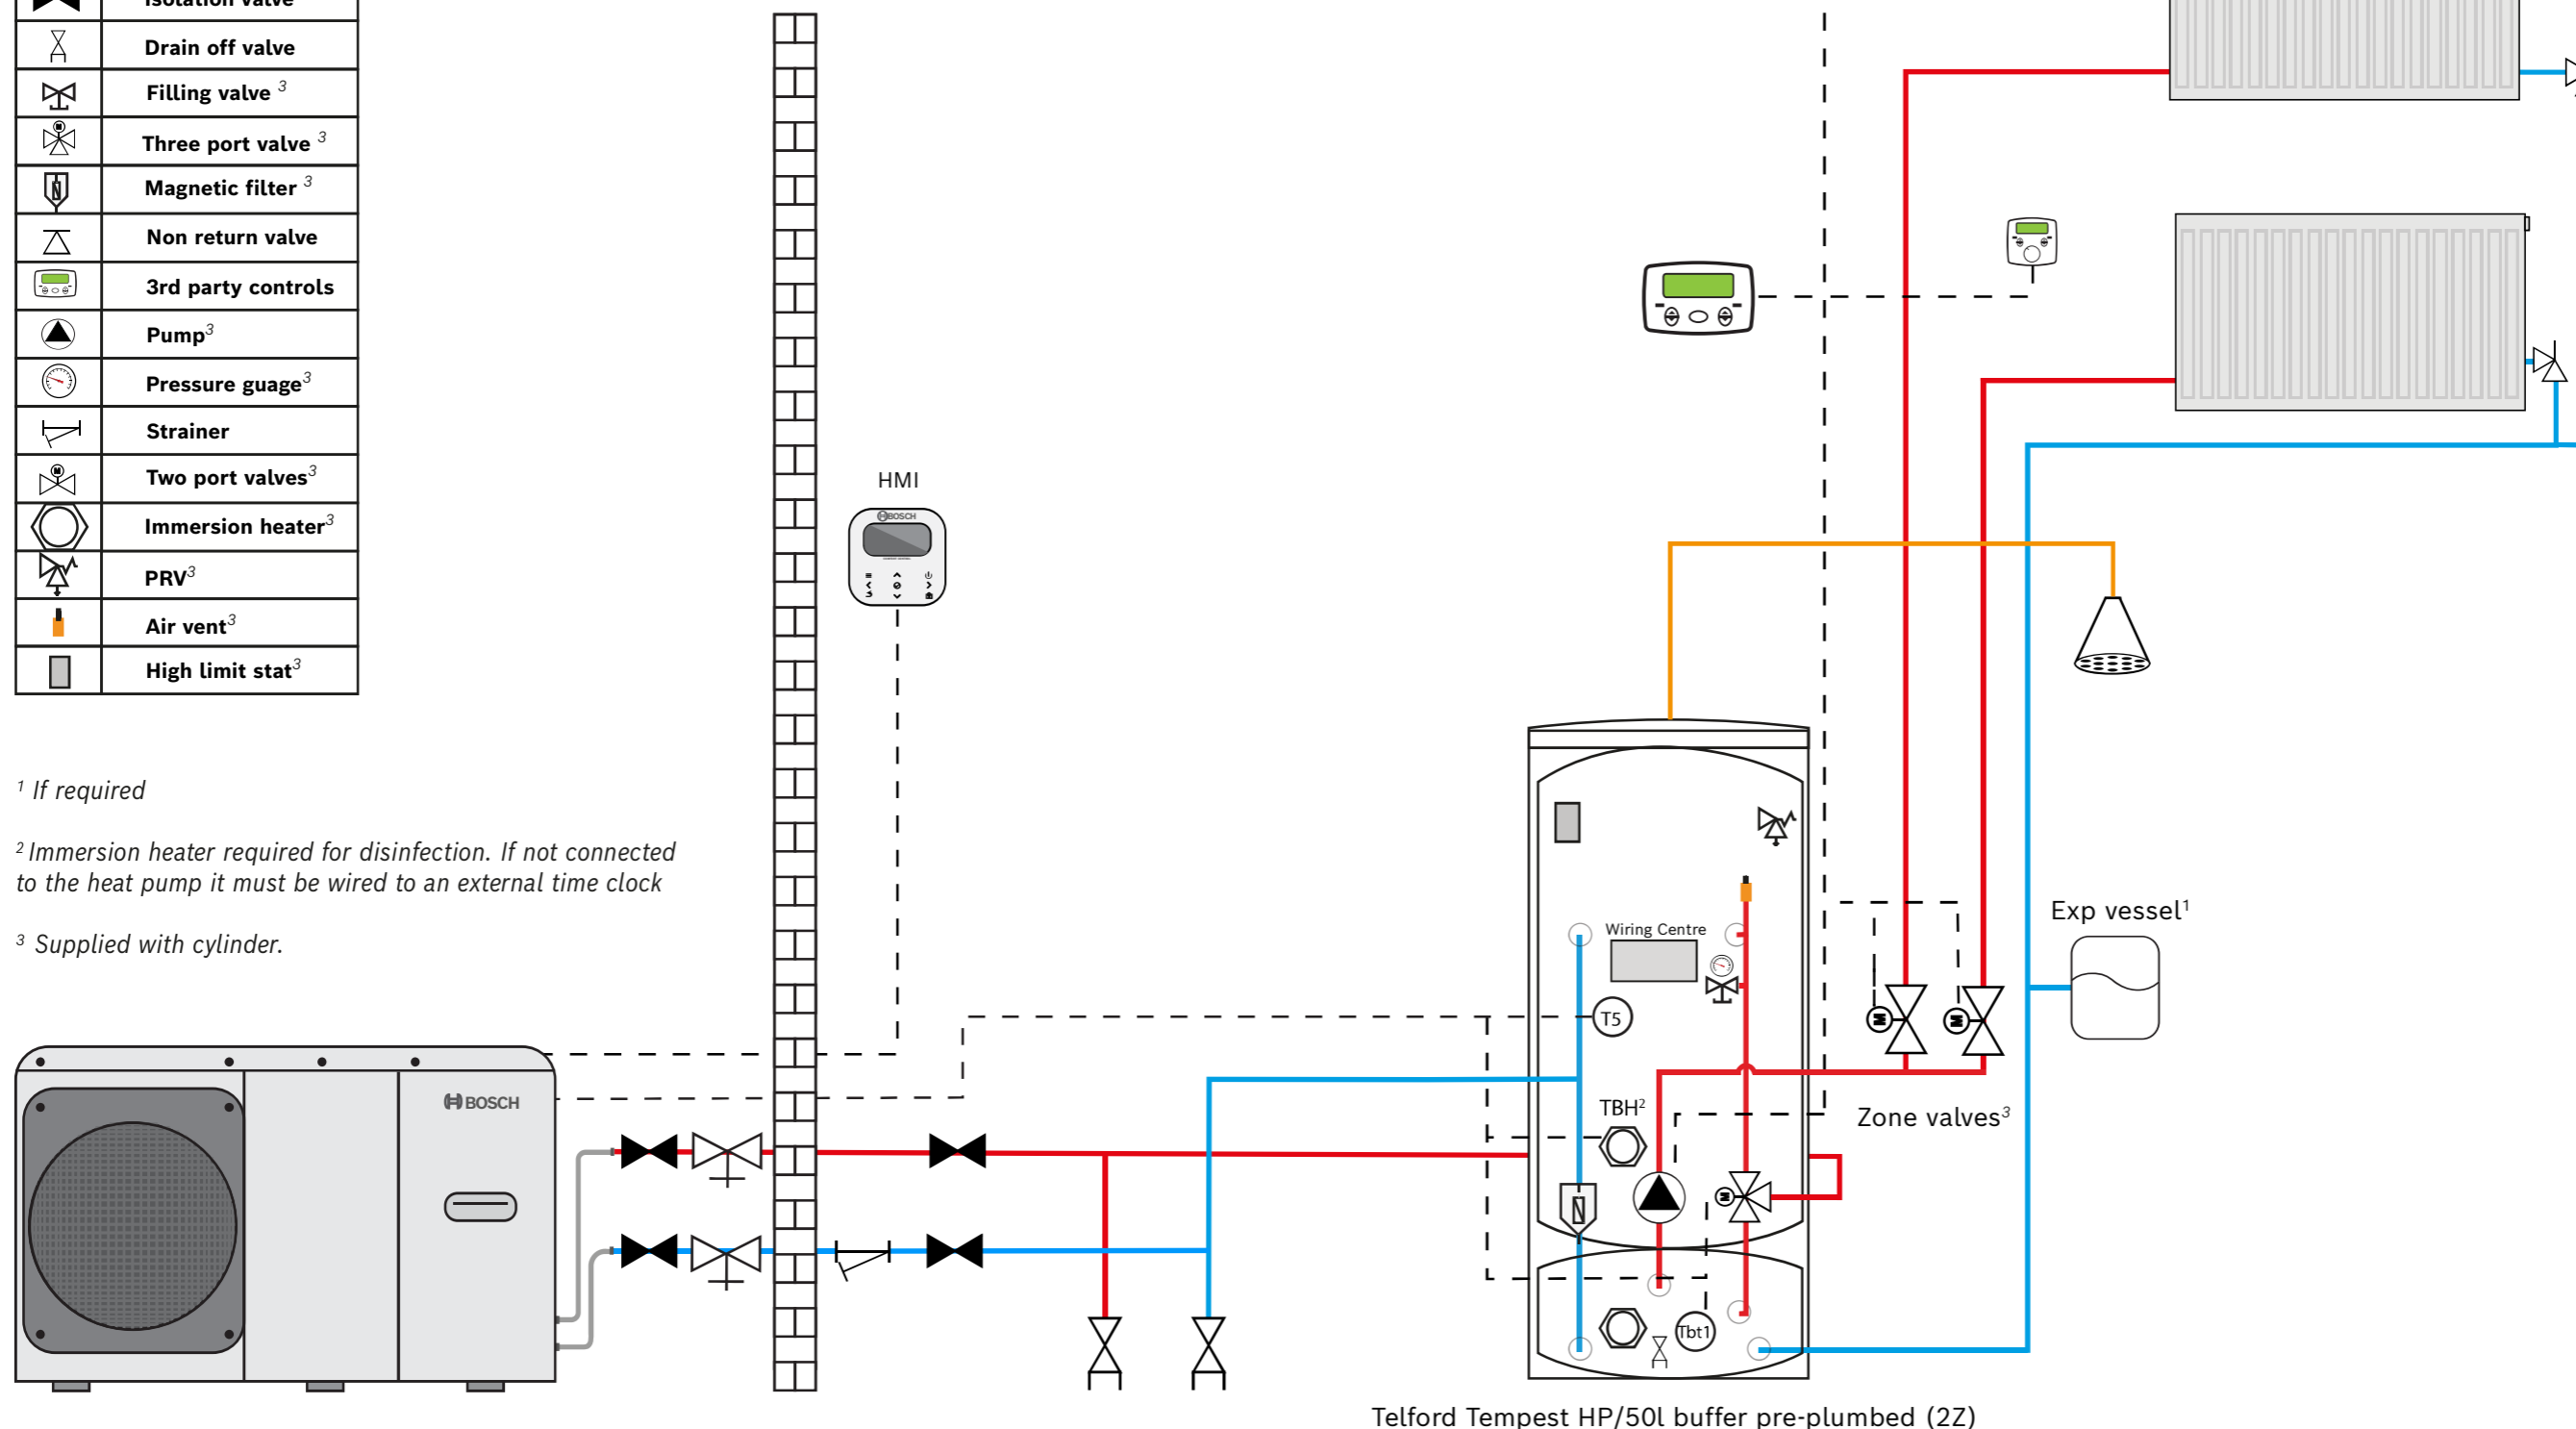 Isolation valve
Drain off valve
Filling valve ³
Three port valve ³
Magnetic filter ³
Non return valve
3rd party controls
Pump³
Pressure guage³
Strainer
Two port valves³
Immersion heater³
PRV³
Air vent³
High limit stat³
¹ If required
² Immersion heater required for disinfection. If not connected
to the heat pump it must be wired to an external time clock
³ Supplied with cylinder.
HMI
BOSCH
BOSCH
Wiring Centre
T5
TBH²
M
Tbt1
M
M
Zone valves³
Exp vessel¹
Telford Tempest HP/50l buffer pre-plumbed (2Z)